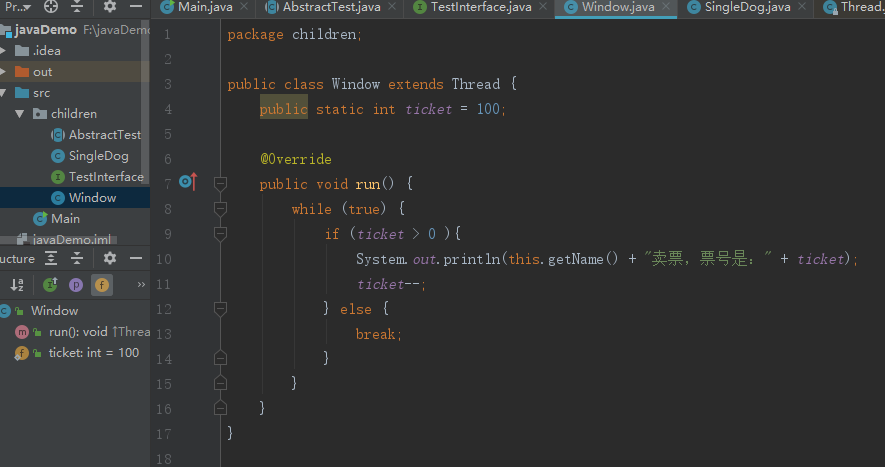 Pr...
Main.java
AbstractTest.java
TestInterface.java
Window.java
SingleDog.java
Thread.
javaDemo F:\javaDemo
.idea
out
src
children
AbstractTest
SingleDog
TestInterface
Window
Main
javaDemo.iml
ucture
Window
run(): void ↑Threa
ticket: int = 100
1 package children;
2
3 public class Window extends Thread {
4 public static int ticket = 100;
5
6 @Override
7 public void run() {
8 while (true) {
9 if (ticket > 0 ){
10 System.out.println(this.getName() + "卖票，票号是：" + ticket);
11 ticket--;
12 } else {
13 break;
14 }
15 }
16 }
17 }
18